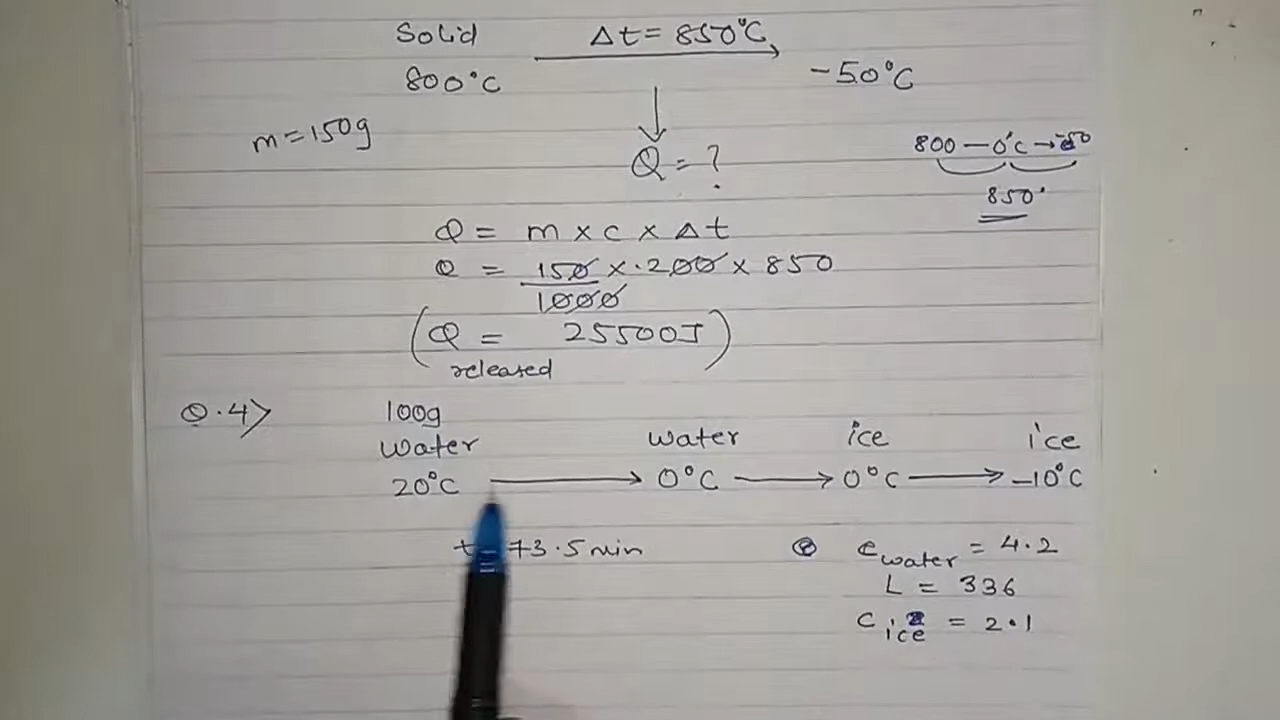 Solid Δt = 850°C
800°C -50°C
m = 150g
Q = ?
800 — 0°C → -50
850°
Q = m x c x Δt
Q = 150 x 200 x 850
1000
(Q = 25500J)
released
Q.4>
100g
Water water ice ice
20°C → 0°C → 0°C → -10°C
t = 73.5 min
c water = 4.2
L = 336
c ice = 2.1